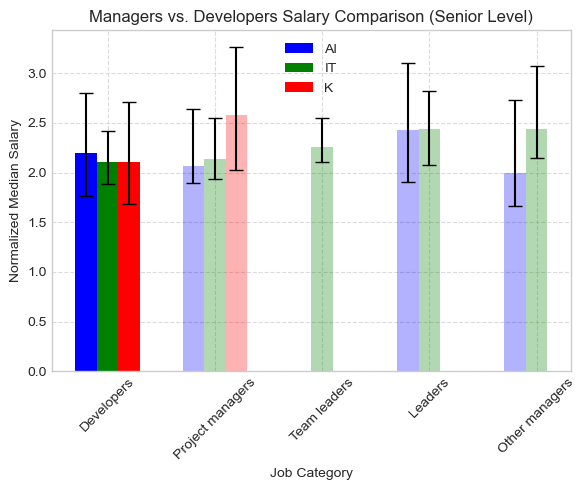 Managers vs. Developers Salary Comparison (Senior Level)
AI
IT
K
Normalized Median Salary
3.0
2.5
2.0
1.5
1.0
0.5
0.0
Developers
Project managers
Team leaders
Leaders
Other managers
Job Category